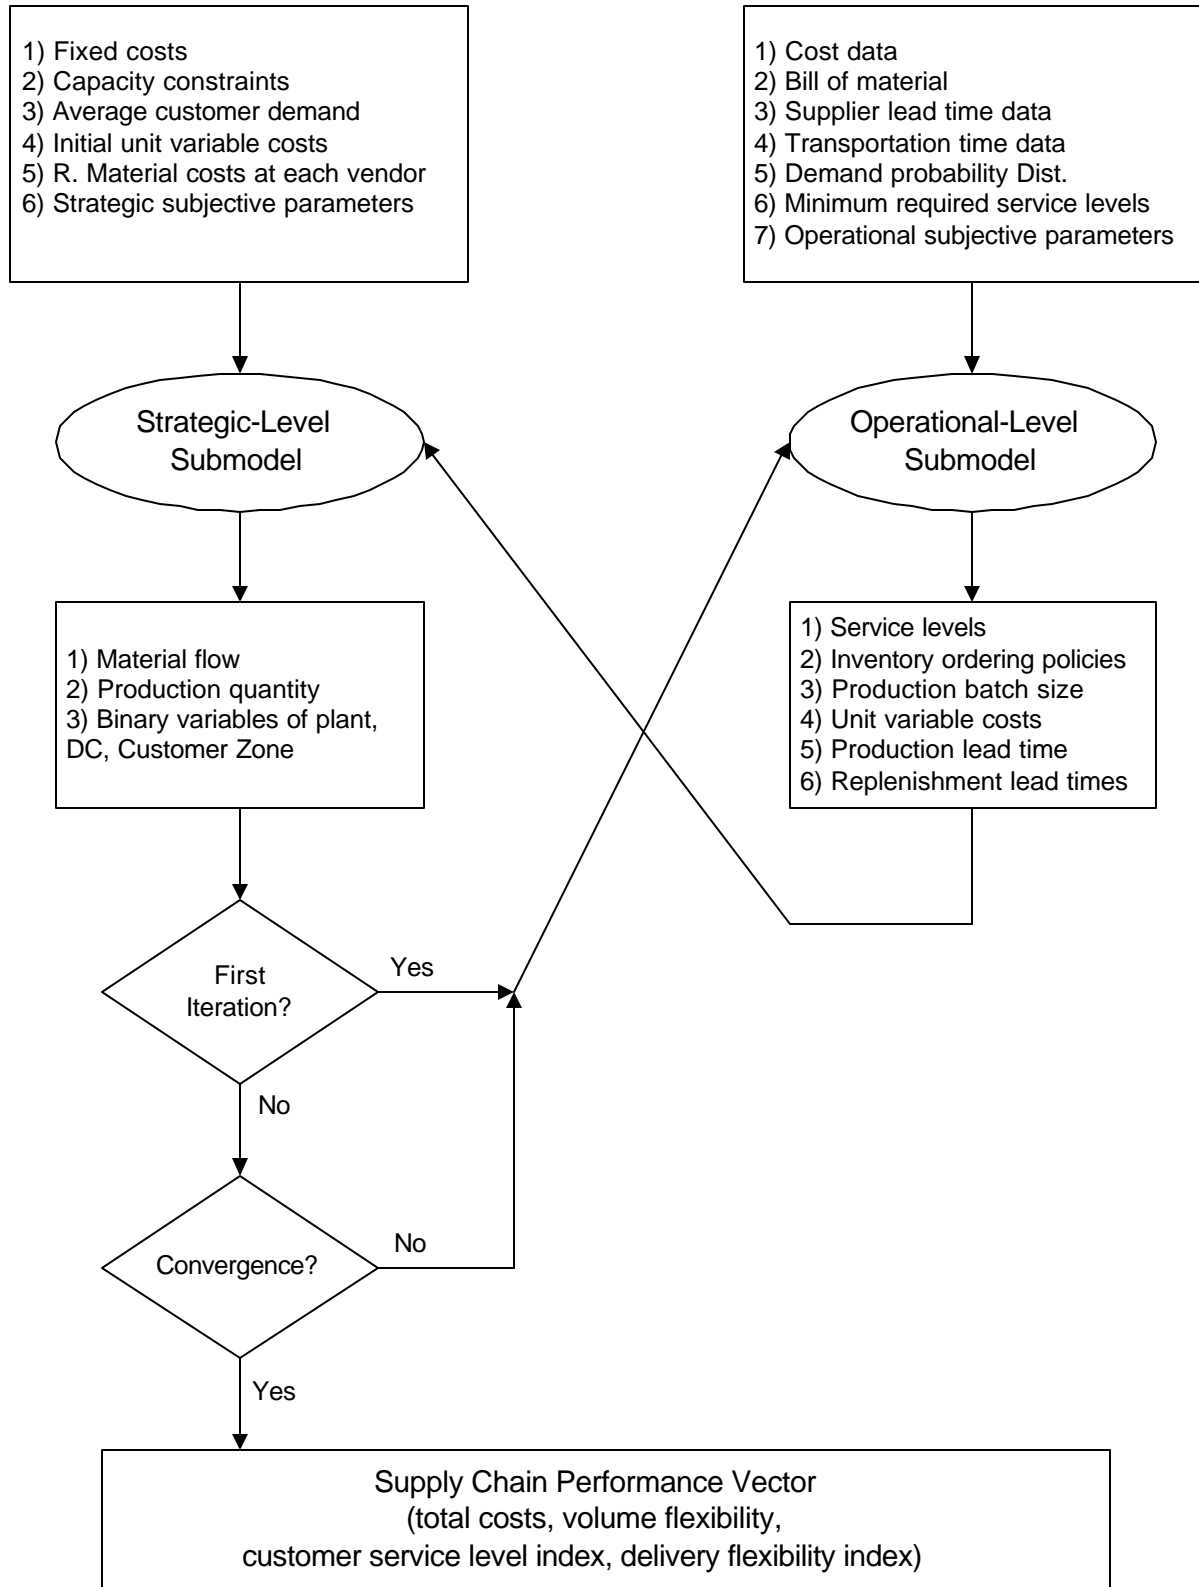 1) Fixed costs
2) Capacity constraints
3) Average customer demand
4) Initial unit variable costs
5) R. Material costs at each vendor
6) Strategic subjective parameters
1) Cost data
2) Bill of material
3) Supplier lead time data
4) Transportation time data
5) Demand probability Dist.
6) Minimum required service levels
7) Operational subjective parameters
Strategic-Level
Submodel
Operational-Level
Submodel
1) Material flow
2) Production quantity
3) Binary variables of plant,
DC, Customer Zone
1) Service levels
2) Inventory ordering policies
3) Production batch size
4) Unit variable costs
5) Production lead time
6) Replenishment lead times
First
Iteration?
Yes
No
Convergence?
No
Yes
Supply Chain Performance Vector
(total costs, volume flexibility,
customer service level index, delivery flexibility index)